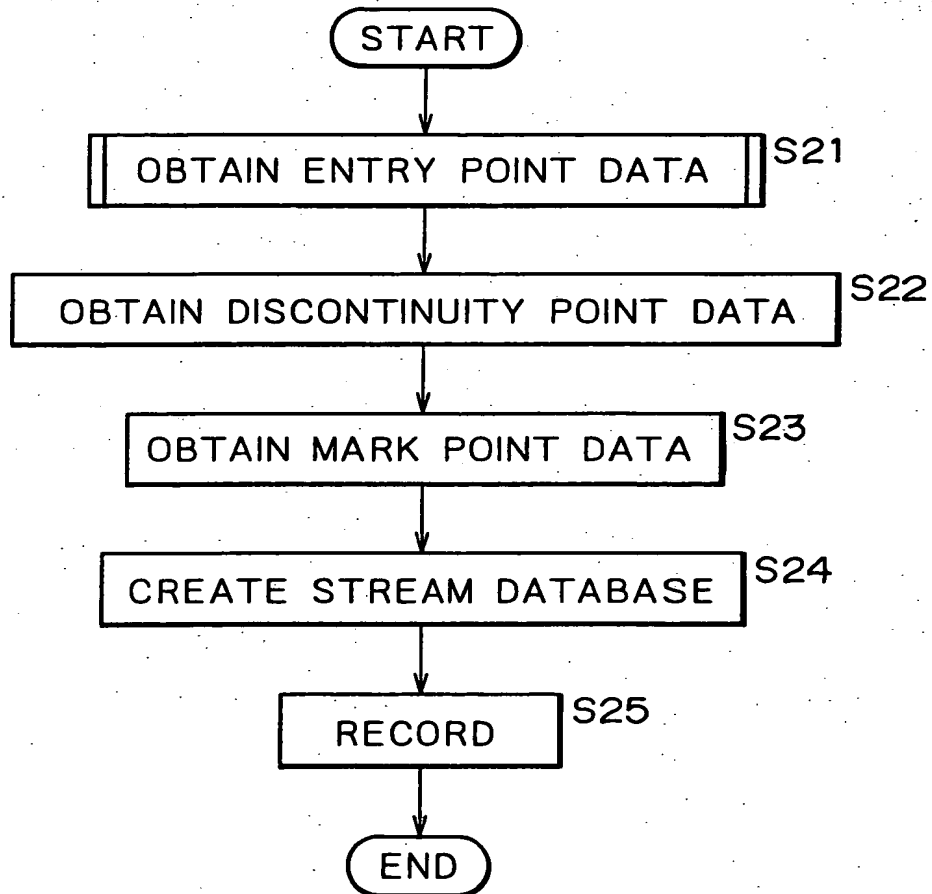 START
OBTAIN ENTRY POINT DATA S21
OBTAIN DISCONTINUITY POINT DATA S22
OBTAIN MARK POINT DATA S23
CREATE STREAM DATABASE S24
RECORD S25
END